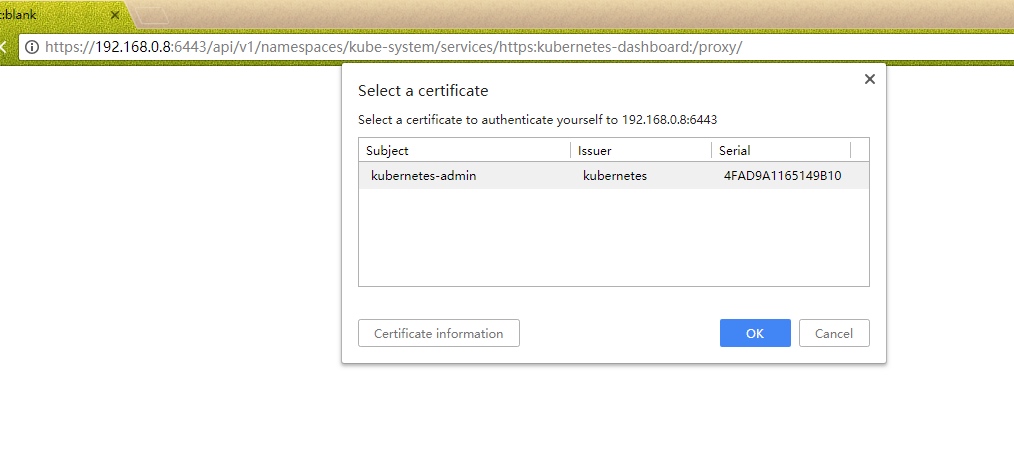 :blank
https://192.168.0.8:6443/api/v1/namespaces/kube-system/services/https:kubernetes-dashboard:/proxy/
Select a certificate
Select a certificate to authenticate yourself to 192.168.0.8:6443
Subject Issuer Serial
kubernetes-admin kubernetes 4FAD9A1165149B10
Certificate information OK Cancel